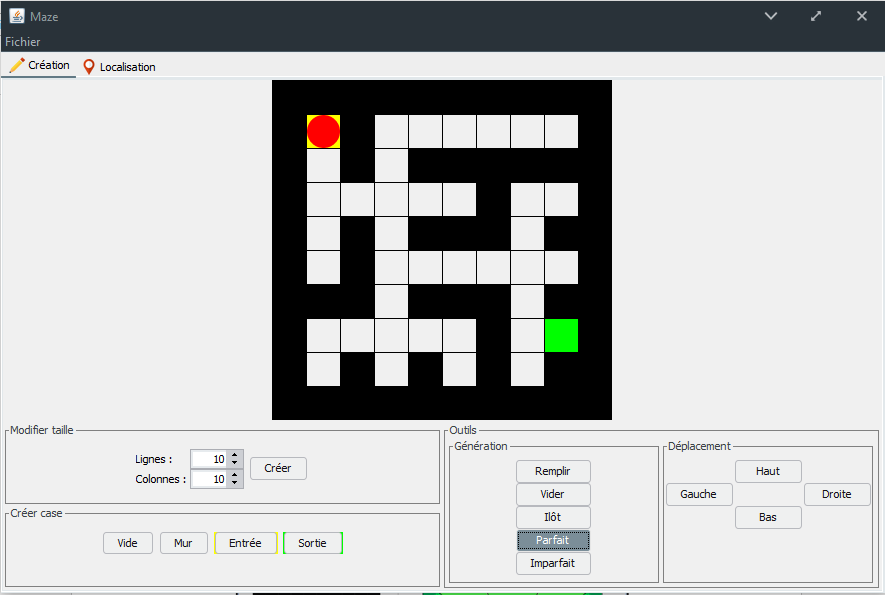 Maze
Fichier
Création Localisation
Modifier taille
Lignes : 10
Colonnes : 10
Créer
Créer case
Vide Mur Entrée Sortie
Outils
Génération
Remplir
Vider
Ilôt
Parfait
Imparfait
Déplacement
Haut
Gauche Droite
Bas